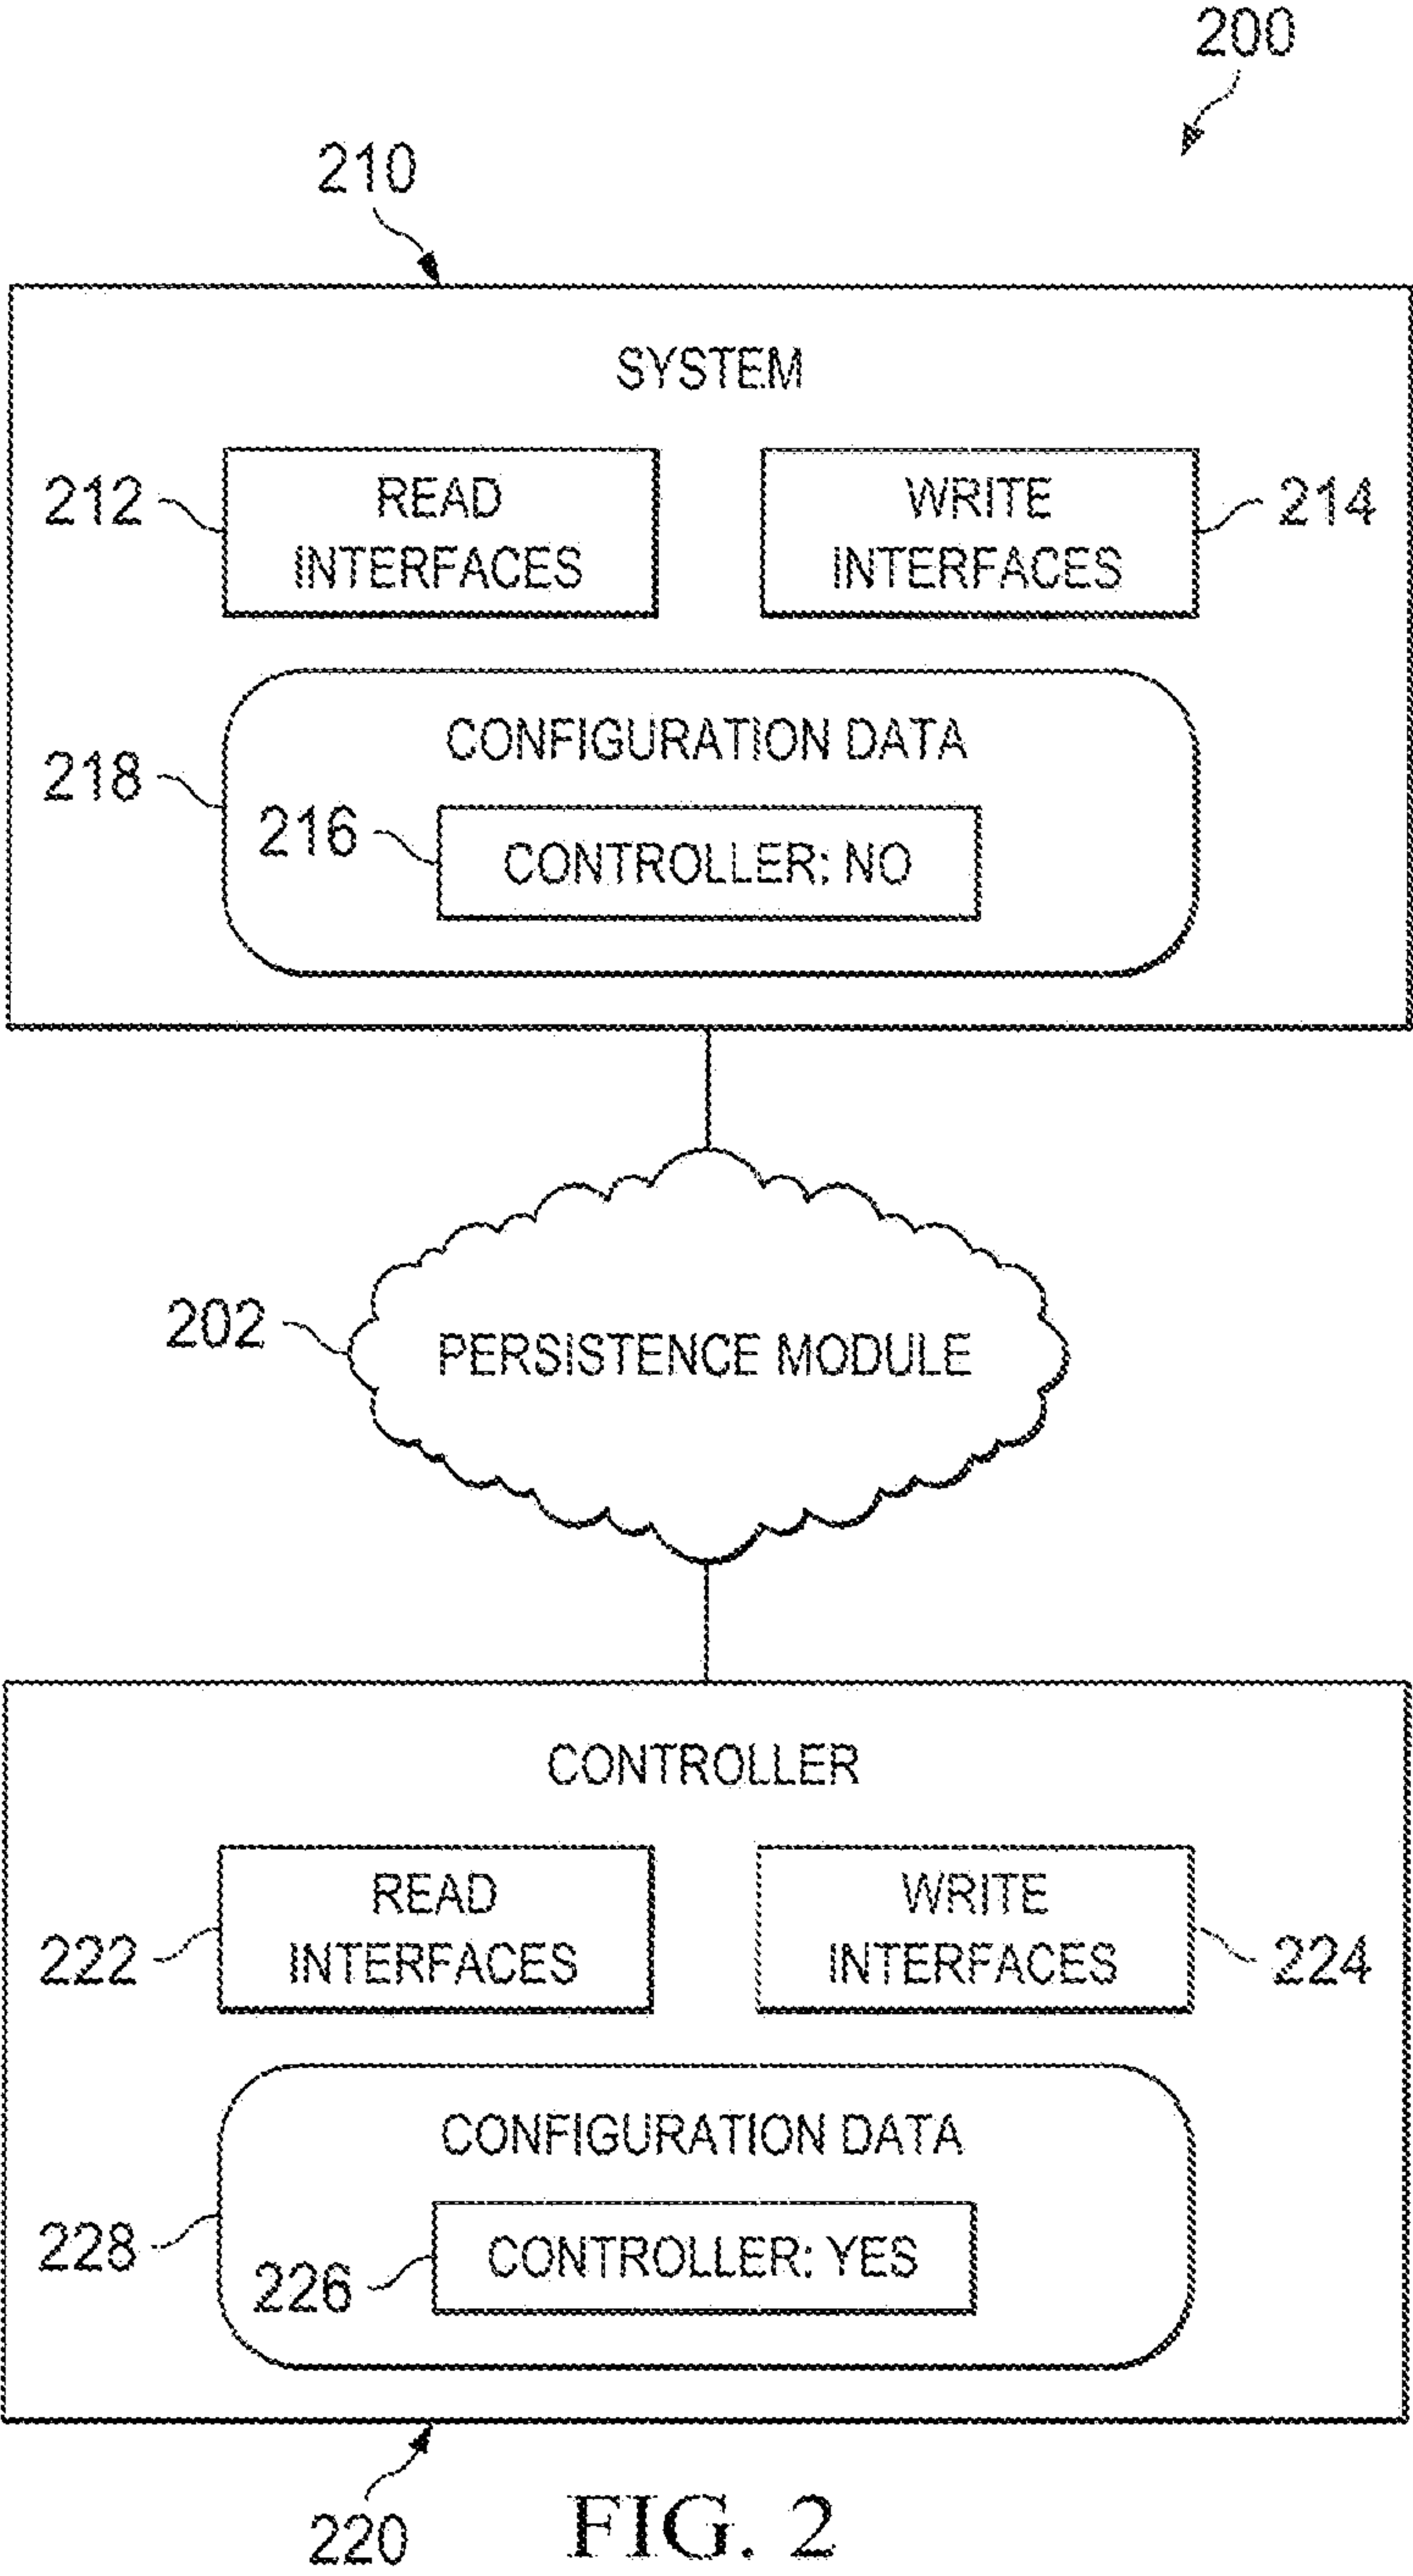 200
210
SYSTEM
212
READ
INTERFACES
WRITE
INTERFACES
214
218
CONFIGURATION DATA
216
CONTROLLER: NO
202
PERSISTENCE MODULE
CONTROLLER
222
READ
INTERFACES
WRITE
INTERFACES
224
228
CONFIGURATION DATA
226
CONTROLLER: YES
220
FIG. 2